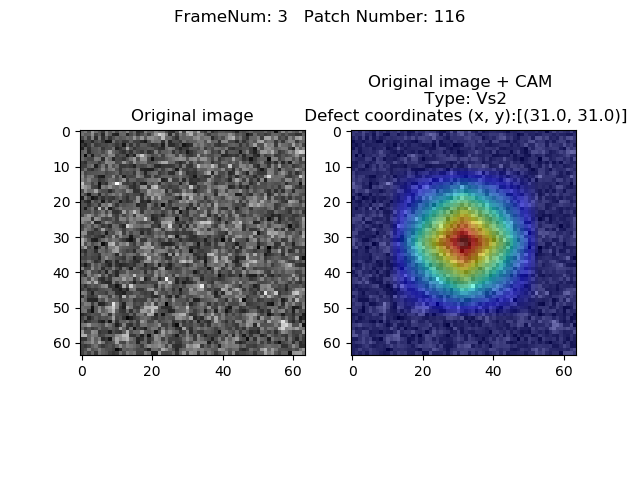 FrameNum: 3   Patch Number: 116
Original image
Original image + CAM
Type: Vs2
Defect coordinates (x, y):[(31.0, 31.0)]
0
10
20
30
40
50
60
0 20 40 60
0
10
20
30
40
50
60
0 20 40 60